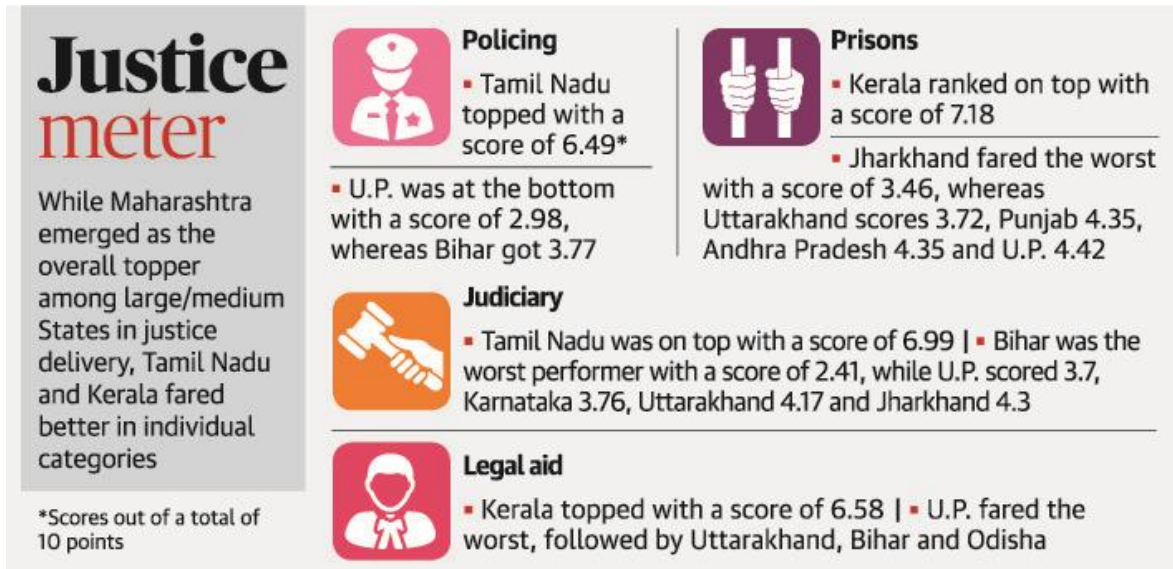 Justice
meter
While Maharashtra
emerged as the
overall topper
among large/medium
States in justice
delivery, Tamil Nadu
and Kerala fared
better in individual
categories
*Scores out of a total of
10 points
Policing
▪ Tamil Nadu
topped with a
score of 6.49*
▪ U.P. was at the bottom
with a score of 2.98,
whereas Bihar got 3.77
Prisons
▪ Kerala ranked on top with
a score of 7.18
▪ Jharkhand fared the worst
with a score of 3.46, whereas
Uttarakhand scores 3.72, Punjab 4.35,
Andhra Pradesh 4.35 and U.P. 4.42
Judiciary
▪ Tamil Nadu was on top with a score of 6.99 | ▪ Bihar was the
worst performer with a score of 2.41, while U.P. scored 3.7,
Karnataka 3.76, Uttarakhand 4.17 and Jharkhand 4.3
Legal aid
▪ Kerala topped with a score of 6.58 | ▪ U.P. fared the
worst, followed by Uttarakhand, Bihar and Odisha